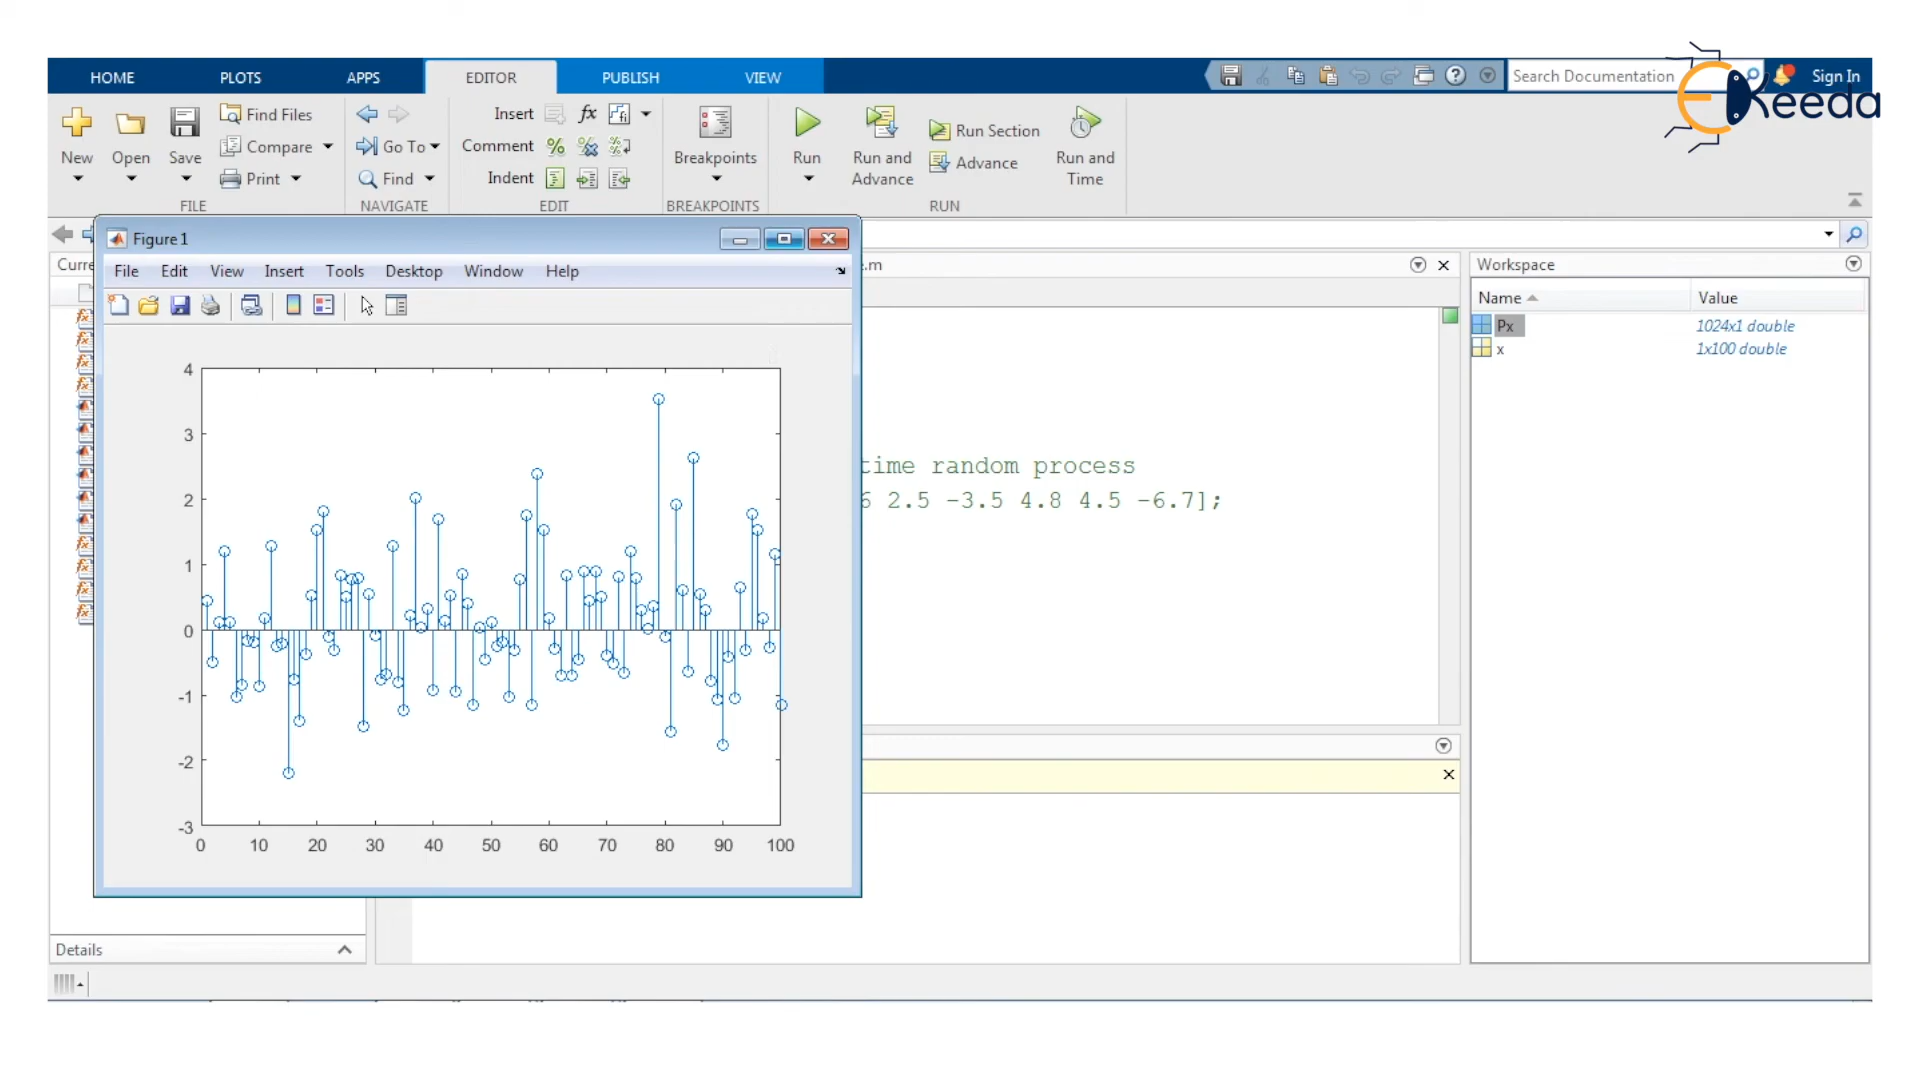 HOME PLOTS APPS EDITOR PUBLISH VIEW
Search Documentation
Sign In
Keeda
New
Open
Save
Find Files
Compare
Print
FILE
Go To
Find
NAVIGATE
Insert fx
Comment
Indent
EDIT
Breakpoints
BREAKPOINTS
Run
Run and
Advance
Run Section
Advance
Run and
Time
RUN
Figure 1
File Edit View Insert Tools Desktop Window Help
4
3
2
1
0
-1
-2
-3
0 10 20 30 40 50 60 70 80 90 100
Curre
.m
time random process
6 2.5 -3.5 4.8 4.5 -6.7];
Workspace
Name Value
Px 1024x1 double
x 1x100 double
Details